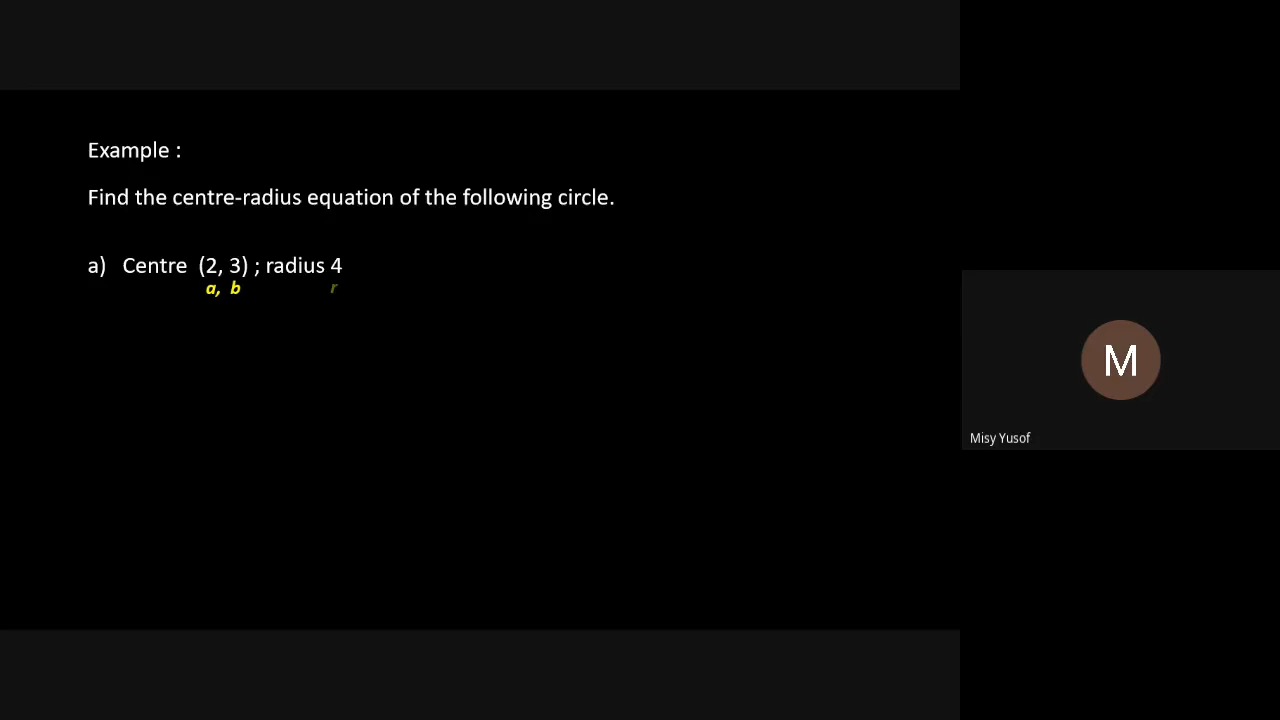 Example :
Find the centre-radius equation of the following circle.
a) Centre (2, 3) ; radius 4
a, b r
M
Misy Yusof